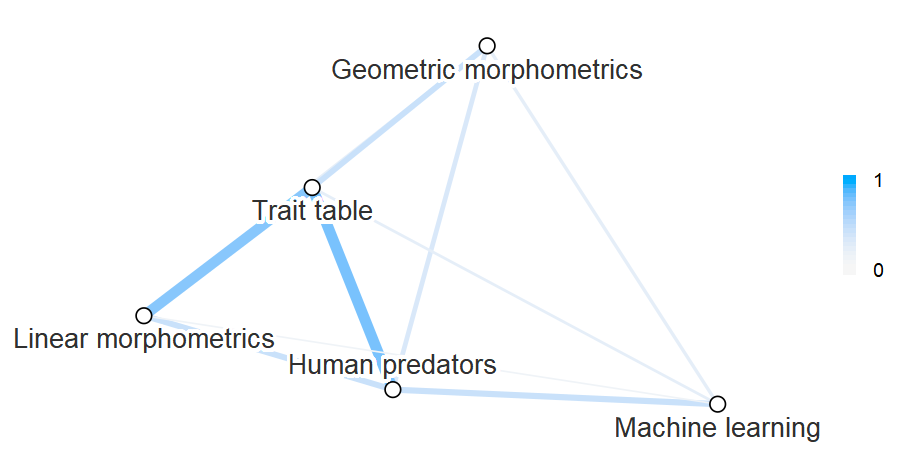 Geometric morphometrics
1
Trait table
0
Linear morphometrics
Human predators
Machine learning